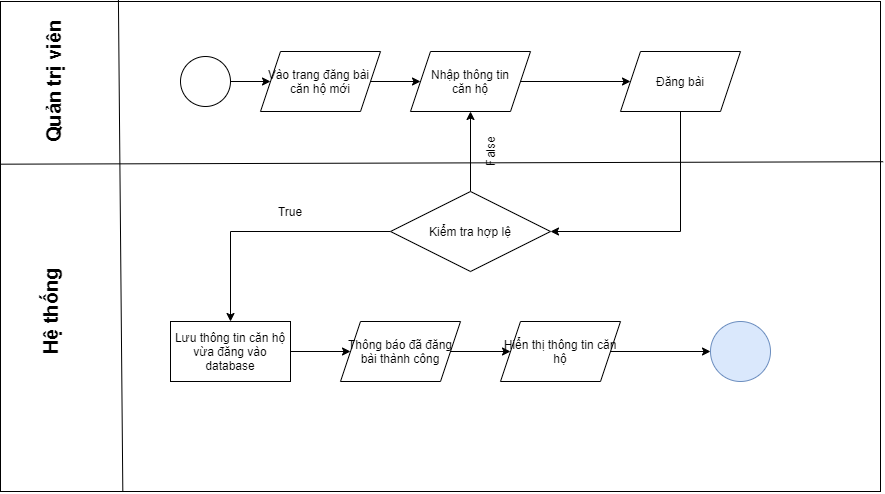 Quản trị viên
Vào trang đăng bài
căn hộ mới
Nhập thông tin
căn hộ
Đăng bài
False
Hệ thống
True
Kiểm tra hợp lệ
Lưu thông tin căn hộ
vừa đăng vào
database
Thông báo đã đăng
bài thành công
Hiển thị thông tin căn
hộ